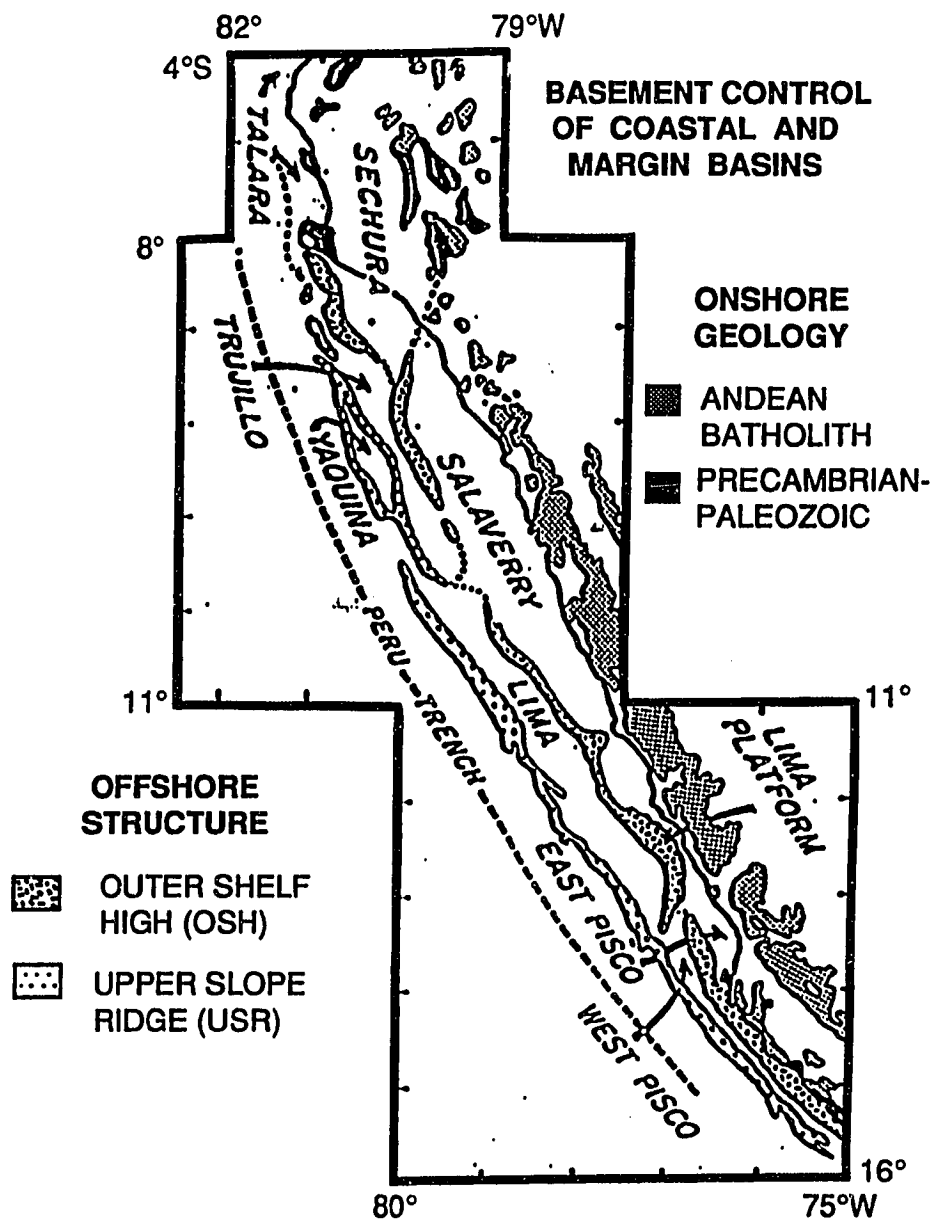 82°
79°W
4°S
BASEMENT CONTROL
OF COASTAL AND
MARGIN BASINS
TALARA
SECHURA
8°
ONSHORE
GEOLOGY
TRUJILLO
ANDEAN
BATHOLITH
YAQUINA
SALAVERRY
PRECAMBRIAN-
PALEOZOIC
PERU TRENCH
11°
11°
LIMA
LIMA
PLATFORM
OFFSHORE
STRUCTURE
OUTER SHELF
HIGH (OSH)
EAST PISCO
UPPER SLOPE
RIDGE (USR)
WEST PISCO
16°
80°
75°W